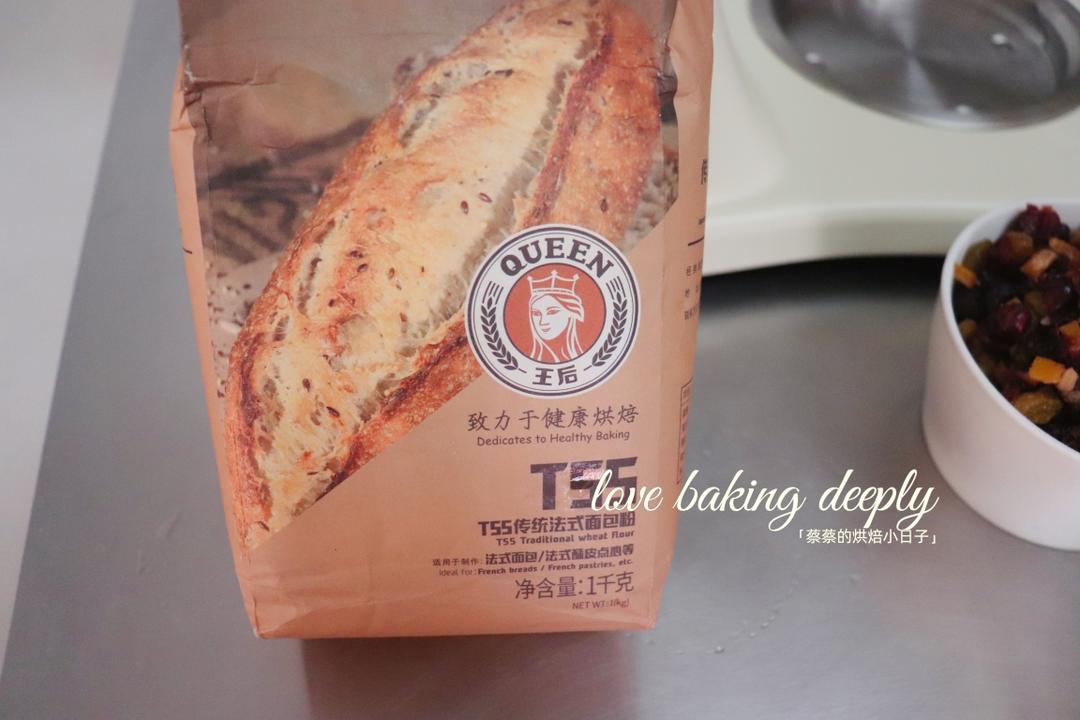 QUEEN
王后
致力于健康烘焙
Dedicates to Healthy Baking
T55
love baking deeply
T55传统法式面包粉
「蔡蔡的烘焙小日子」
T55 Traditional wheat flour
适用于制作:法式面包/法式酥皮点心等
ideal for:French breads / French pastries, etc.
净含量:1千克
NET WT:1(kg)